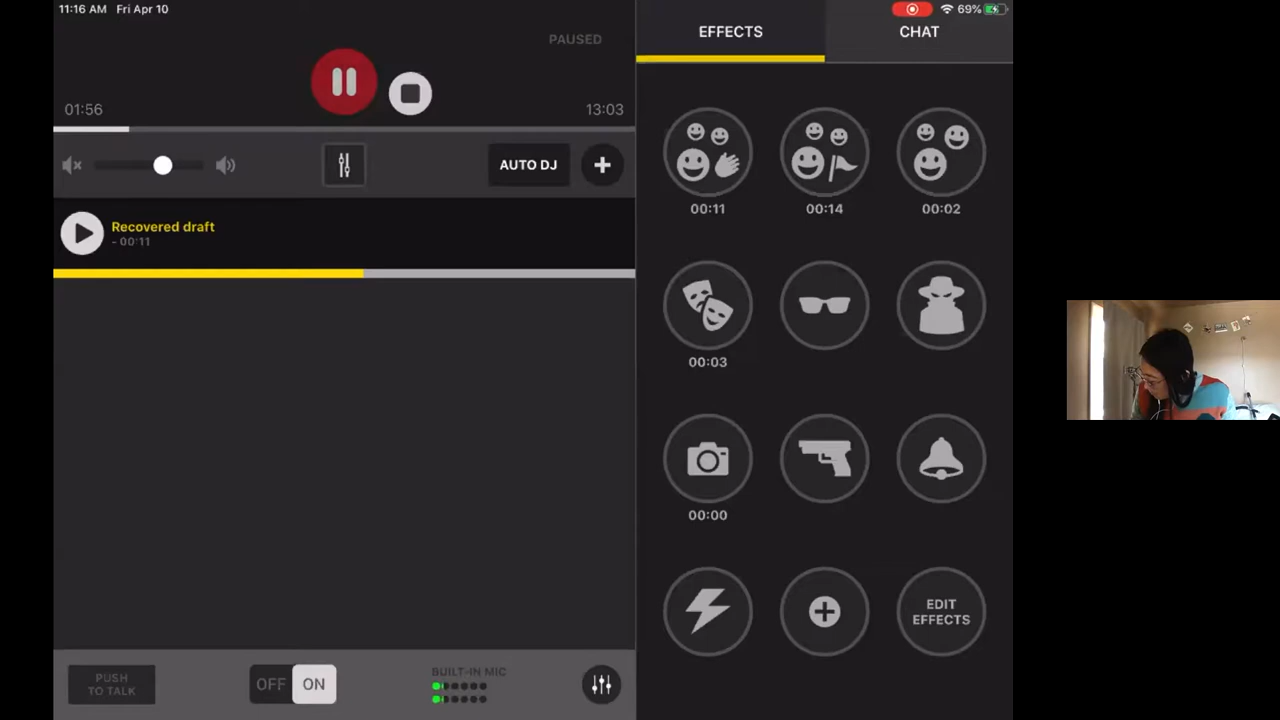 11:16 AM Fri Apr 10
69%
PAUSED
01:56
13:03
AUTO DJ
Recovered draft
- 00:11
PUSH
TO TALK
OFF
ON
BUILT-IN MIC
EFFECTS
CHAT
00:11
00:14
00:02
00:03
00:00
EDIT
EFFECTS